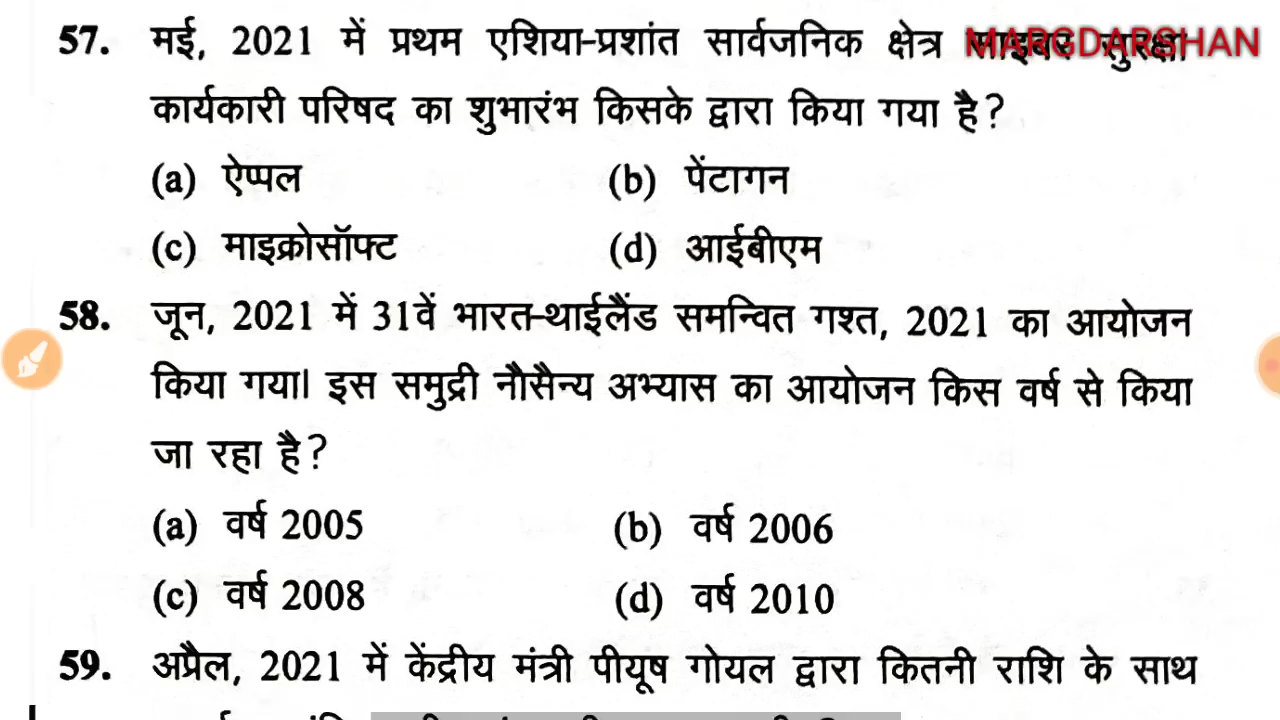 57. मई, 2021 में प्रथम एशिया-प्रशांत सार्वजनिक क्षेत्र साइबर सुरक्षा
MARGDARSHAN
कार्यकारी परिषद का शुभारंभ किसके द्वारा किया गया है?
(a) ऐप्पल (b) पेंटागन
(c) माइक्रोसॉफ्ट (d) आईबीएम
58. जून, 2021 में 31वें भारत-थाईलैंड समन्वित गश्त, 2021 का आयोजन
किया गया। इस समुद्री नौसैन्य अभ्यास का आयोजन किस वर्ष से किया
जा रहा है?
(a) वर्ष 2005 (b) वर्ष 2006
(c) वर्ष 2008 (d) वर्ष 2010
59. अप्रैल, 2021 में केंद्रीय मंत्री पीयूष गोयल द्वारा कितनी राशि के साथ